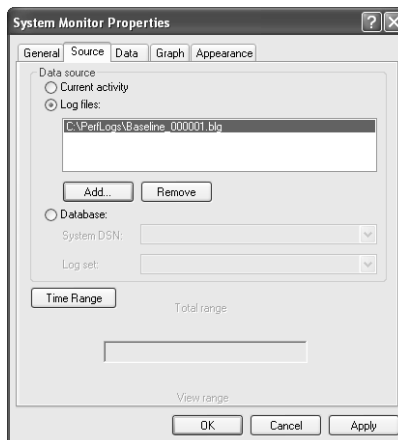 System Monitor Properties
General Source Data Graph Appearance
Data source
Current activity
Log files:
C:\PerfLogs\Baseline_000001.blg
Add... Remove
Database:
System DSN:
Log set:
Time Range
Total range
View range
OK Cancel Apply